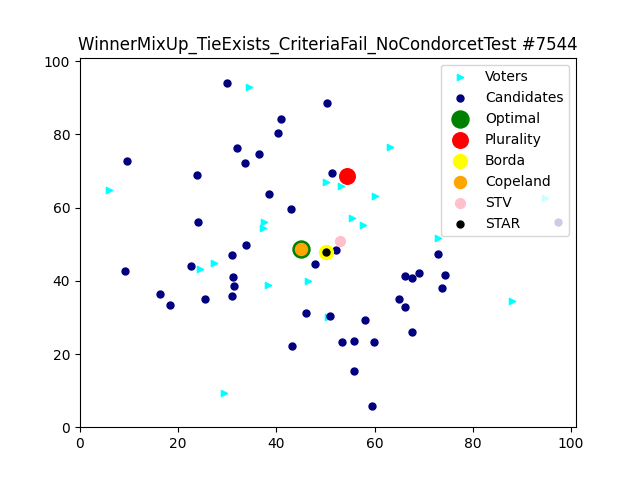 WinnerMixUp_TieExists_CriteriaFail_NoCondorcetTest #7544
100
80
60
40
20
0
0 20 40 60 80 100
Voters
Candidates
Optimal
Plurality
Borda
Copeland
STV
STAR